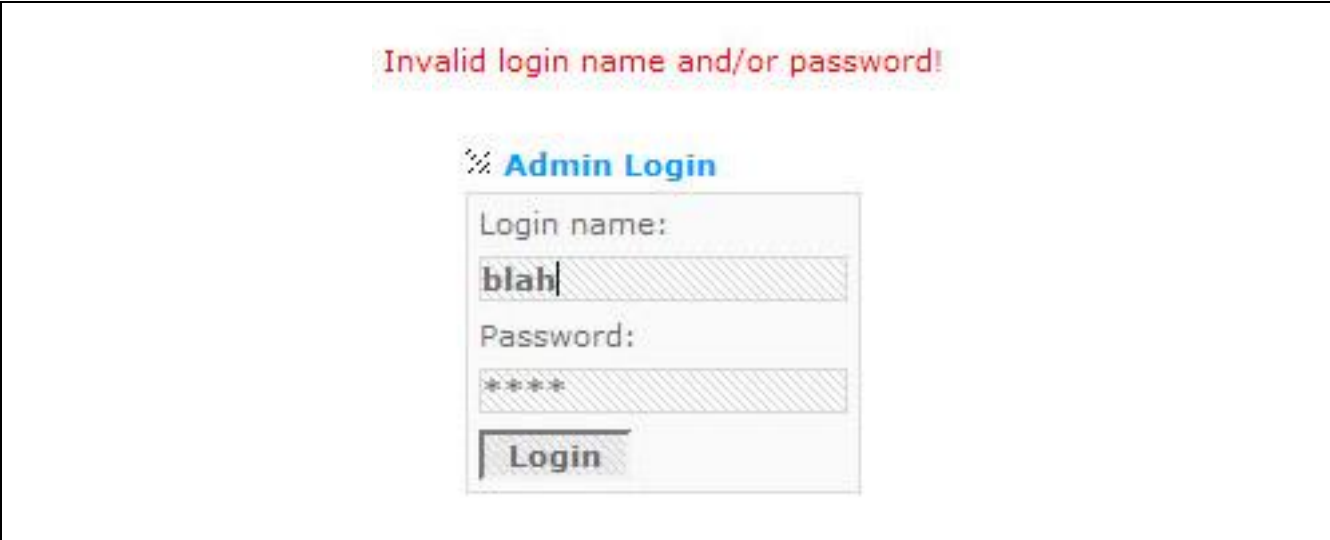 Invalid login name and/or password!
Admin Login
Login name:
blah
Password:
****
Login